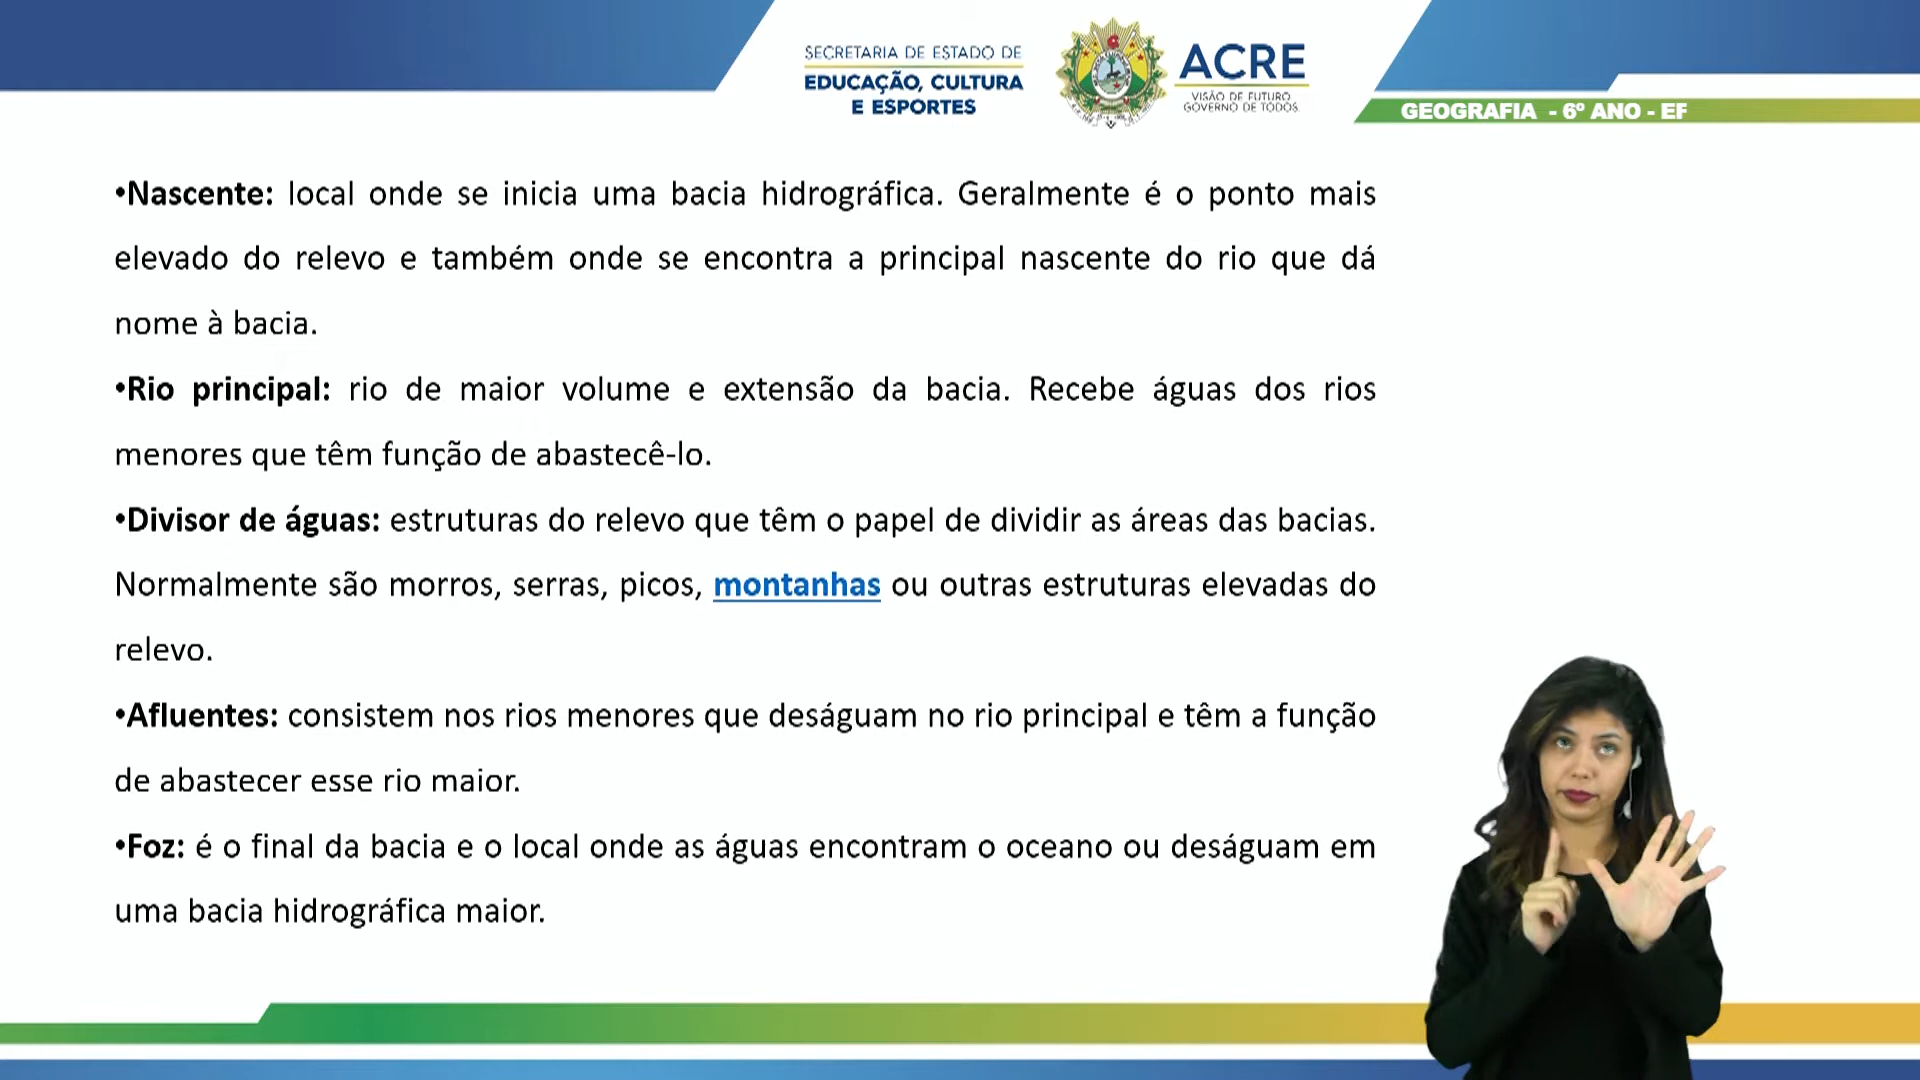 SECRETARIA DE ESTADO DE
EDUCAÇÃO, CULTURA
E ESPORTES
ACRE
VISÃO DE FUTURO
GOVERNO DE TODOS
GEOGRAFIA - 6º ANO - EF
•Nascente: local onde se inicia uma bacia hidrográfica. Geralmente é o ponto mais
elevado do relevo e também onde se encontra a principal nascente do rio que dá
nome à bacia.
•Rio principal: rio de maior volume e extensão da bacia. Recebe águas dos rios
menores que têm função de abastecê-lo.
•Divisor de águas: estruturas do relevo que têm o papel de dividir as áreas das bacias.
Normalmente são morros, serras, picos, montanhas ou outras estruturas elevadas do
relevo.
•Afluentes: consistem nos rios menores que deságuam no rio principal e têm a função
de abastecer esse rio maior.
•Foz: é o final da bacia e o local onde as águas encontram o oceano ou deságuam em
uma bacia hidrográfica maior.